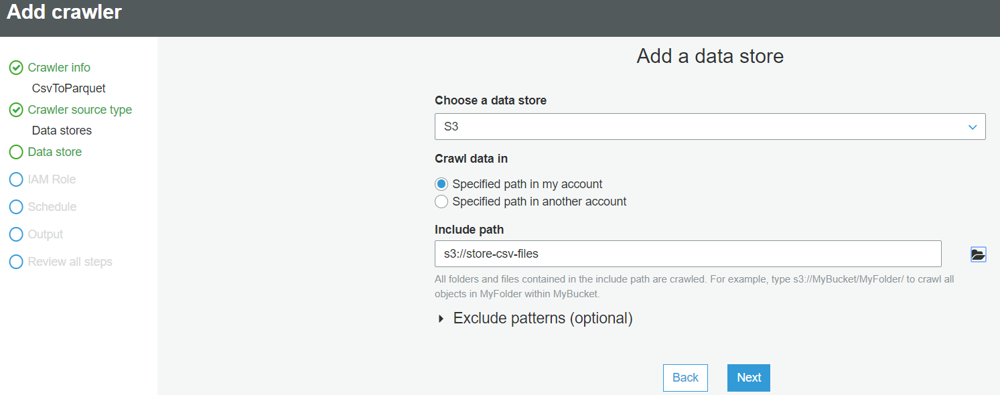 Add crawler
Crawler info
CsvToParquet
Crawler source type
Data stores
Data store
IAM Role
Schedule
Output
Review all steps
Add a data store
Choose a data store
S3
Crawl data in
Specified path in my account
Specified path in another account
Include path
s3://store-csv-files
All folders and files contained in the include path are crawled. For example, type s3://MyBucket/MyFolder/ to crawl all
objects in MyFolder within MyBucket.
Exclude patterns (optional)
Back
Next